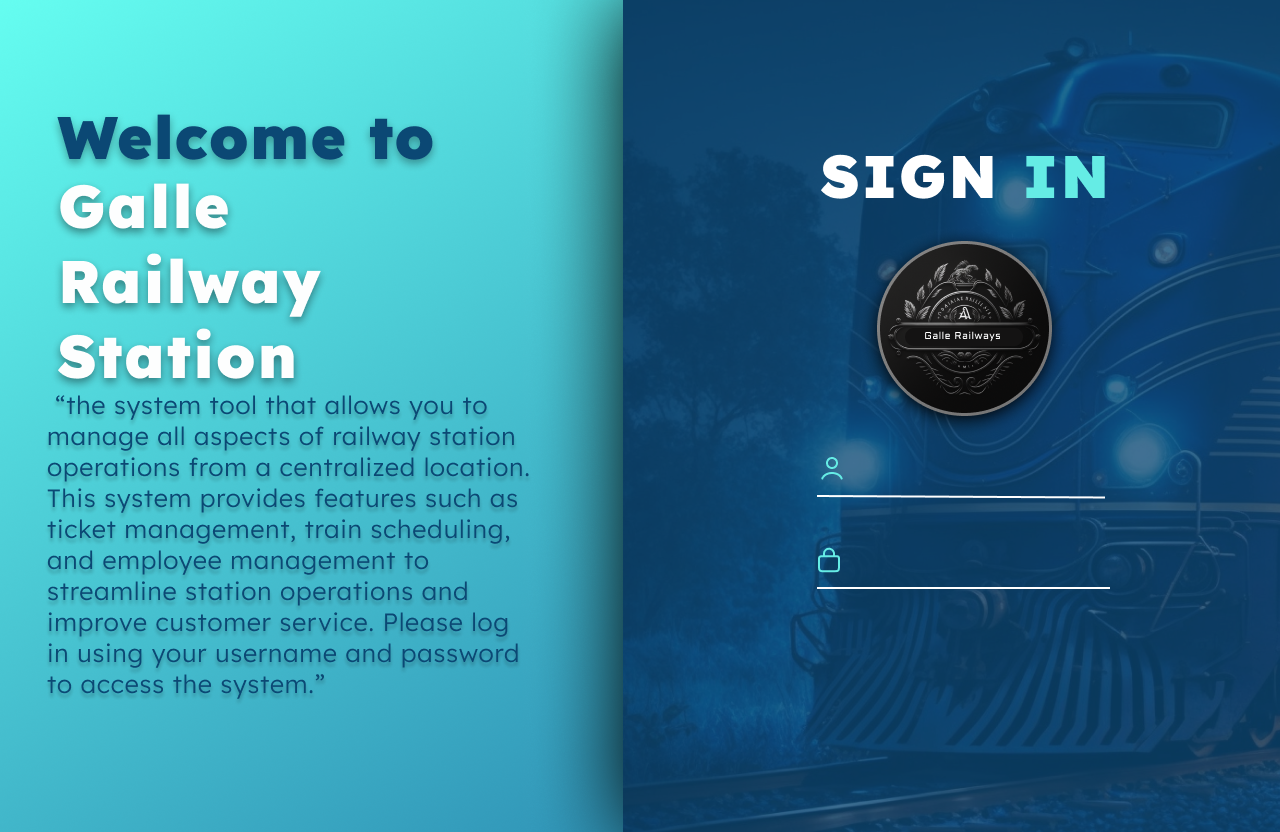 Welcome to
Galle
Railway
Station
“the system tool that allows you to
manage all aspects of railway station
operations from a centralized location.
This system provides features such as
ticket management, train scheduling,
and employee management to
streamline station operations and
improve customer service. Please log
in using your username and password
to access the system.”
SIGN IN
Galle Railways